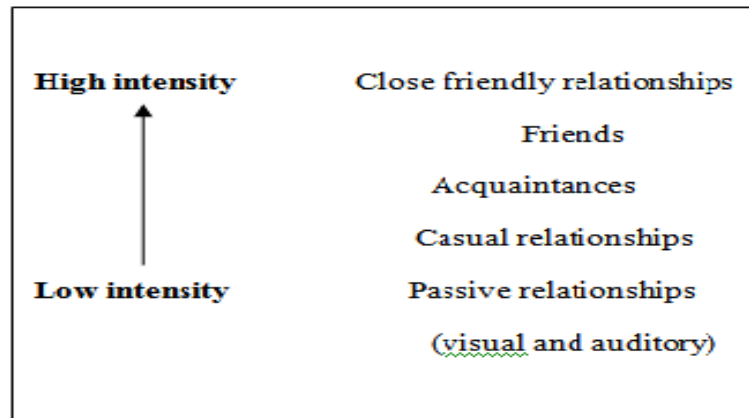 High intensity Close friendly relationships
Friends
Acquaintances
Casual relationships
Low intensity Passive relationships
(visual and auditory)